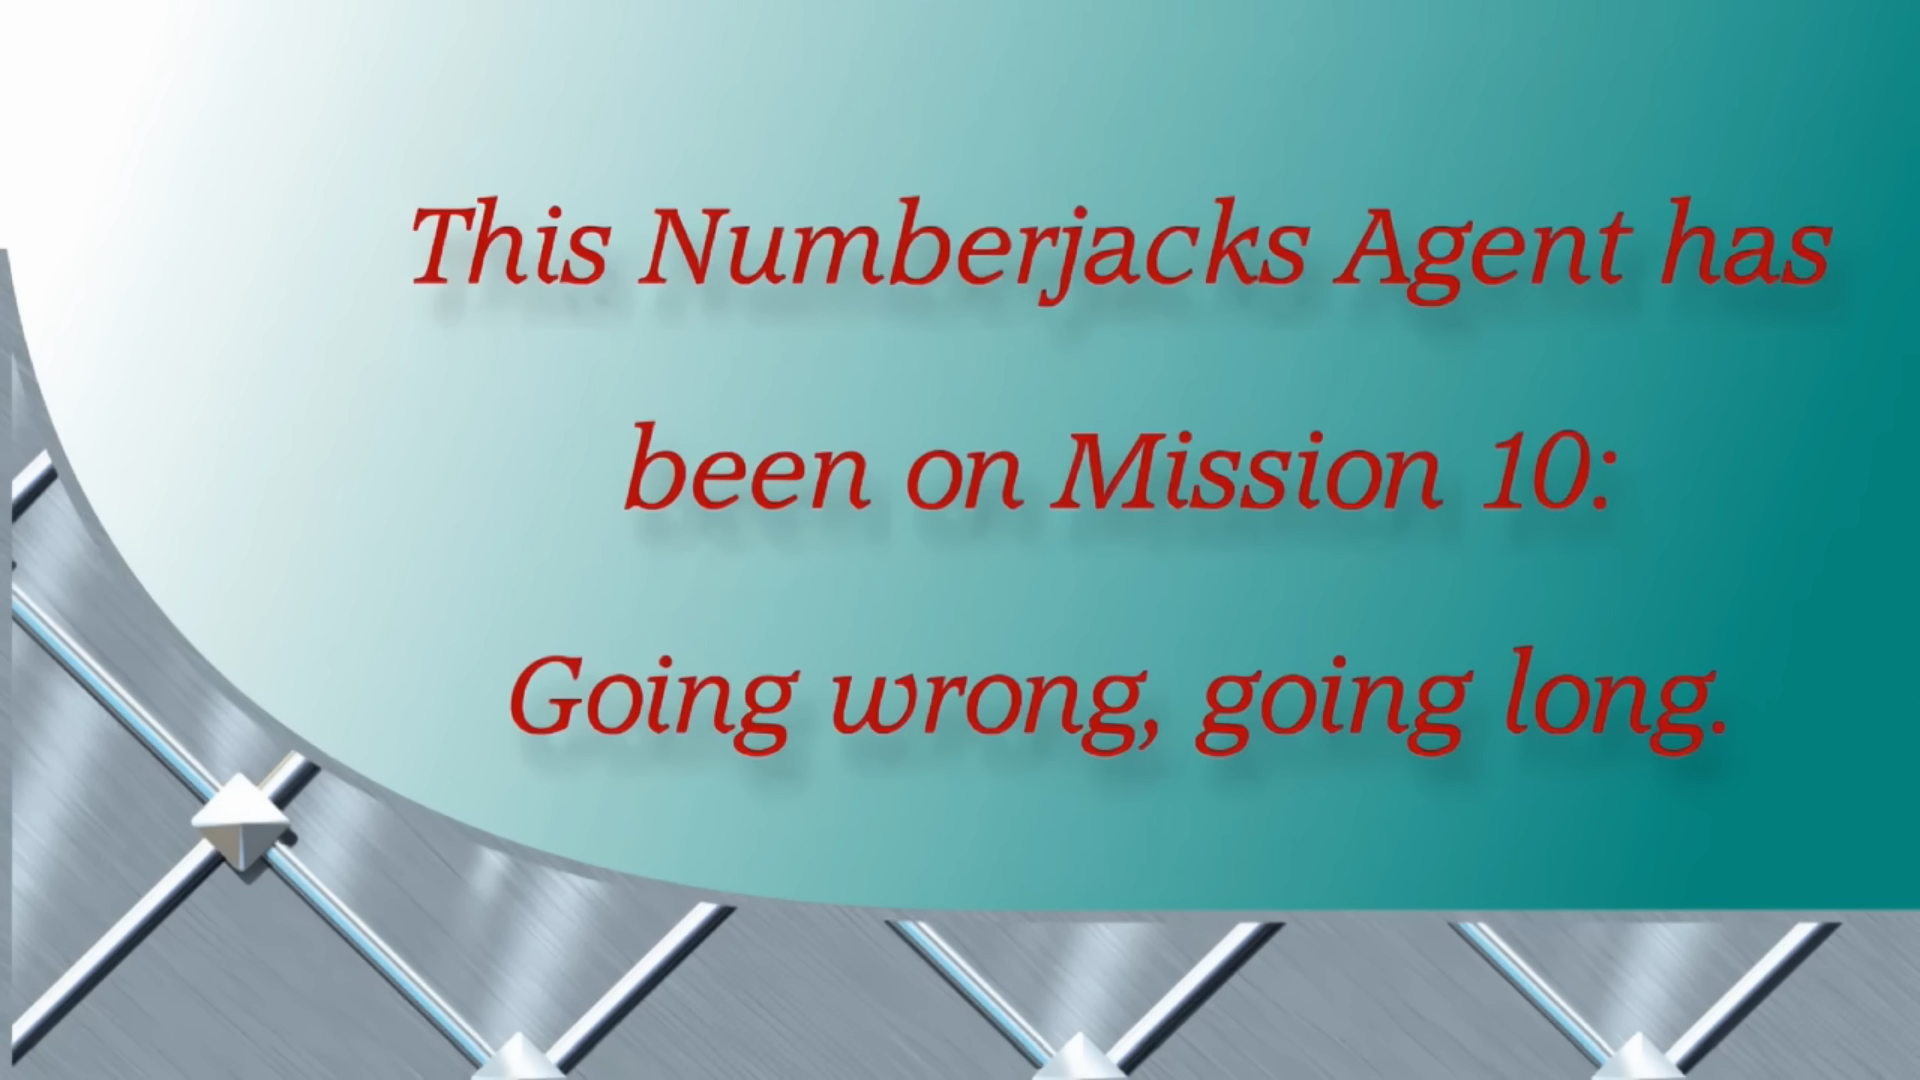 This Numberjacks Agent has
been on Mission 10:
Going wrong, going long.